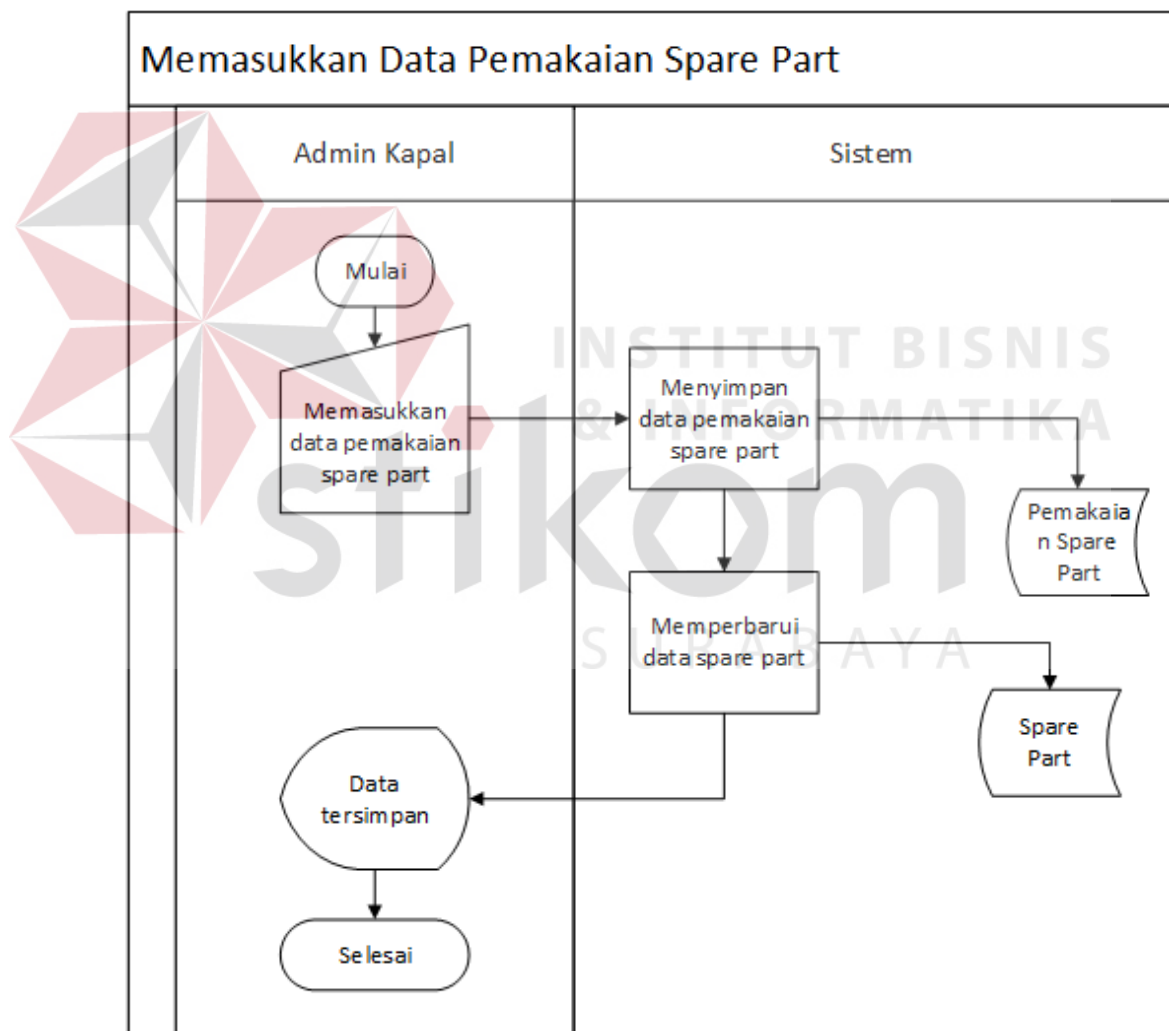 Memasukkan Data Pemakaian Spare Part
Admin Kapal
Sistem
Mulai
Memasukkan
data pemakaian
spare part
Menyimpan
data pemakaian
spare part
Pemakaia
n Spare
Part
Memperbarui
data spare part
Spare
Part
Data
tersimpan
Selesai
INSTITUT BISNIS
& INFORMATIKA
stikom
SURABAYA